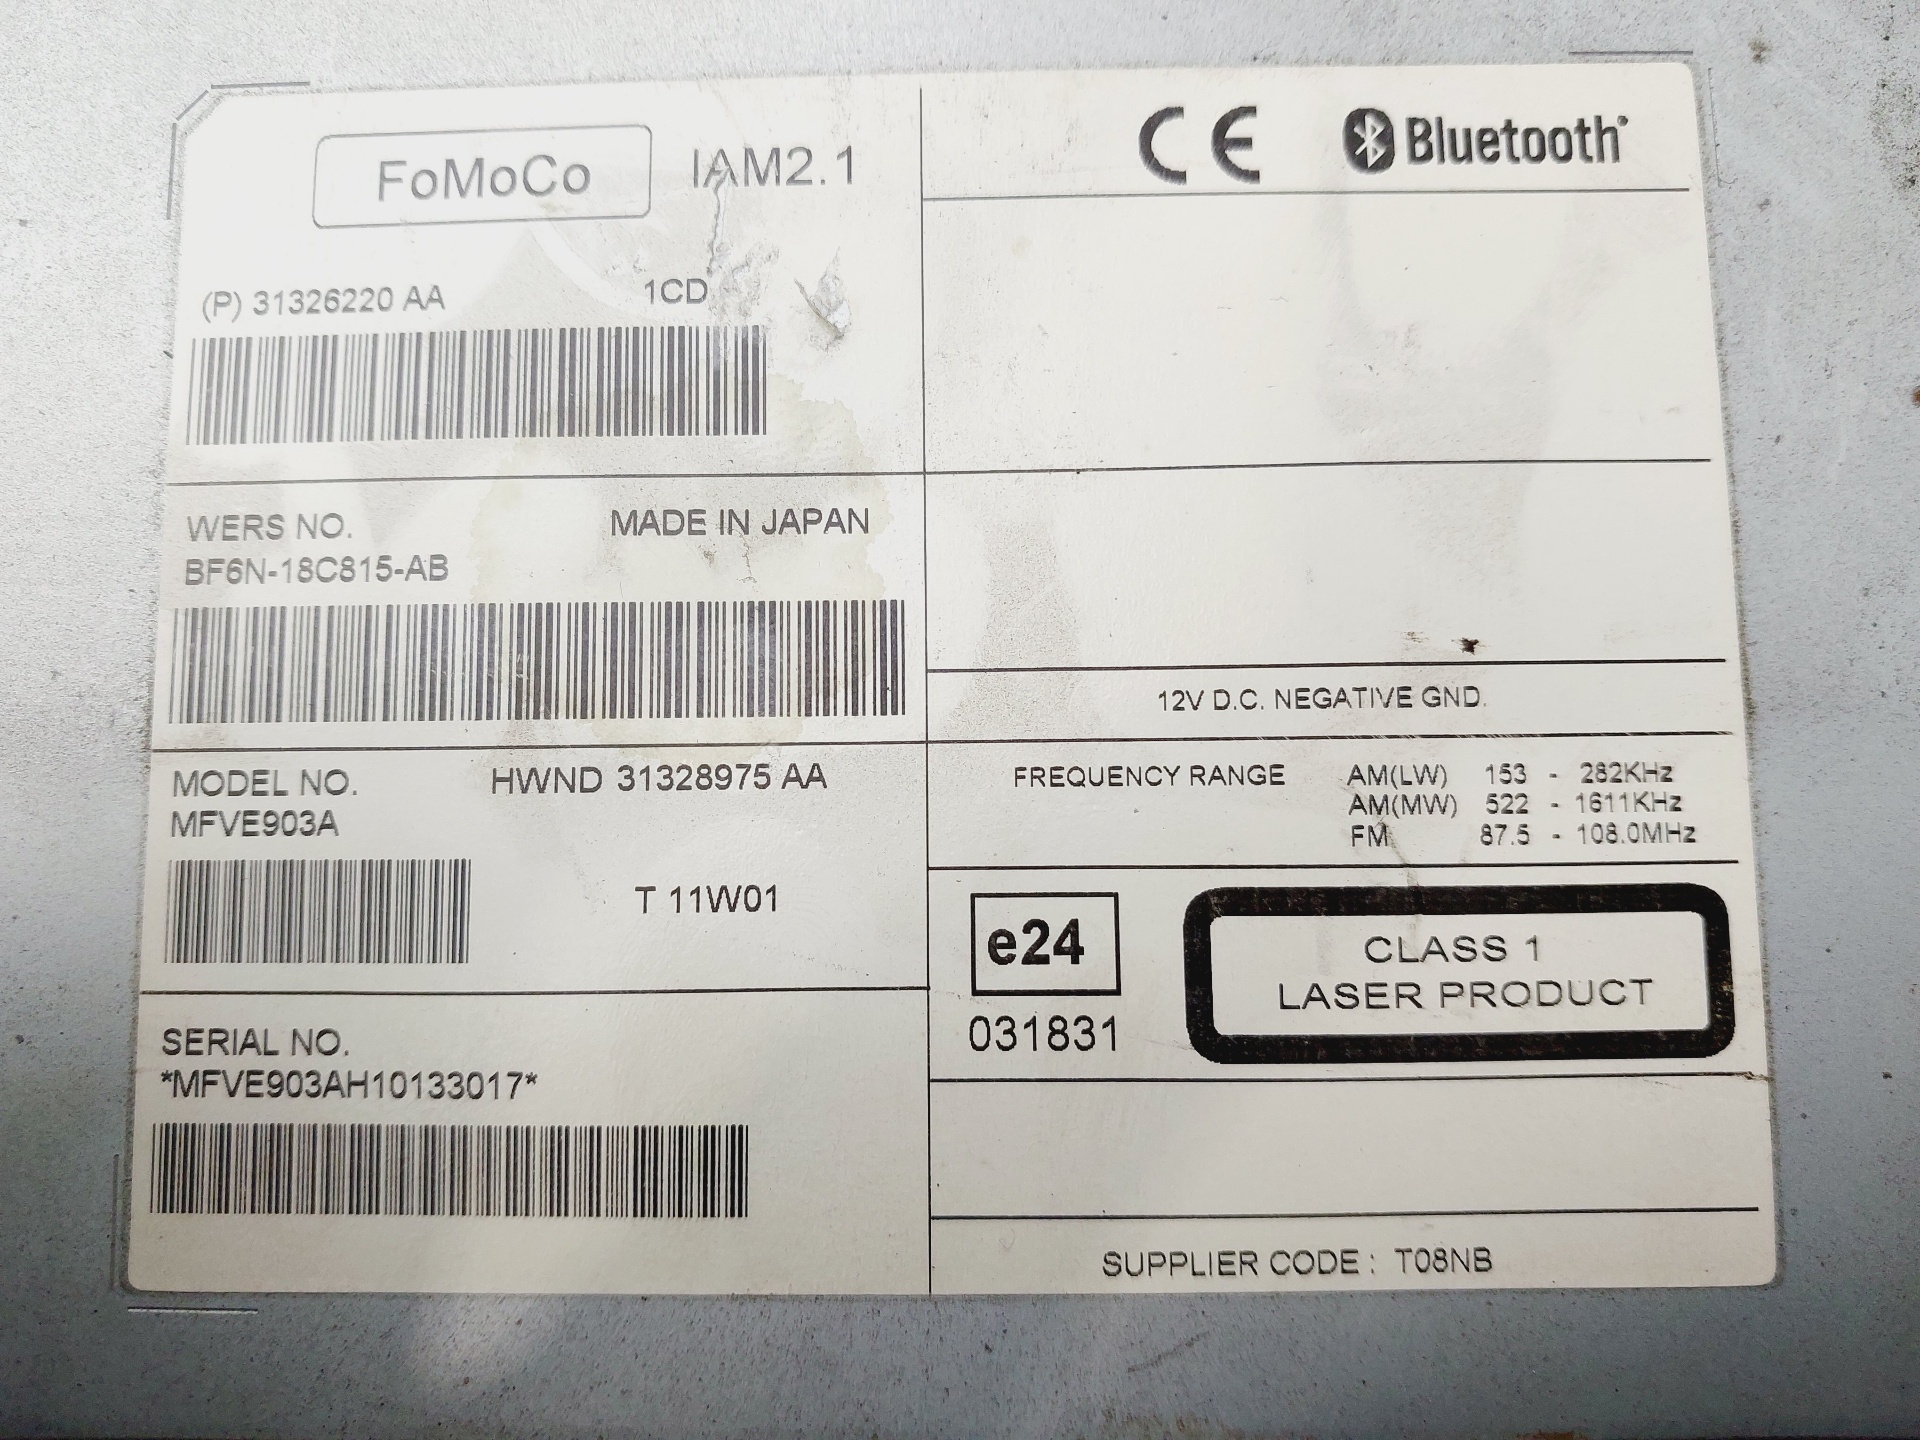 FoMoCo IAM2.1
(P) 31326220 AA 1CD
WERS NO. MADE IN JAPAN
BF6N-18C815-AB
MODEL NO. HWND 31328975 AA
MFVE903A
T 11W01
SERIAL NO.
*MFVE903AH10133017*
CE Bluetooth
12V D.C. NEGATIVE GND.
FREQUENCY RANGE AM(LW) 153 - 282KHz
AM(MW) 522 - 1611KHz
FM 87.5 - 108.0MHz
e24
031831
CLASS 1
LASER PRODUCT
SUPPLIER CODE : T08NB